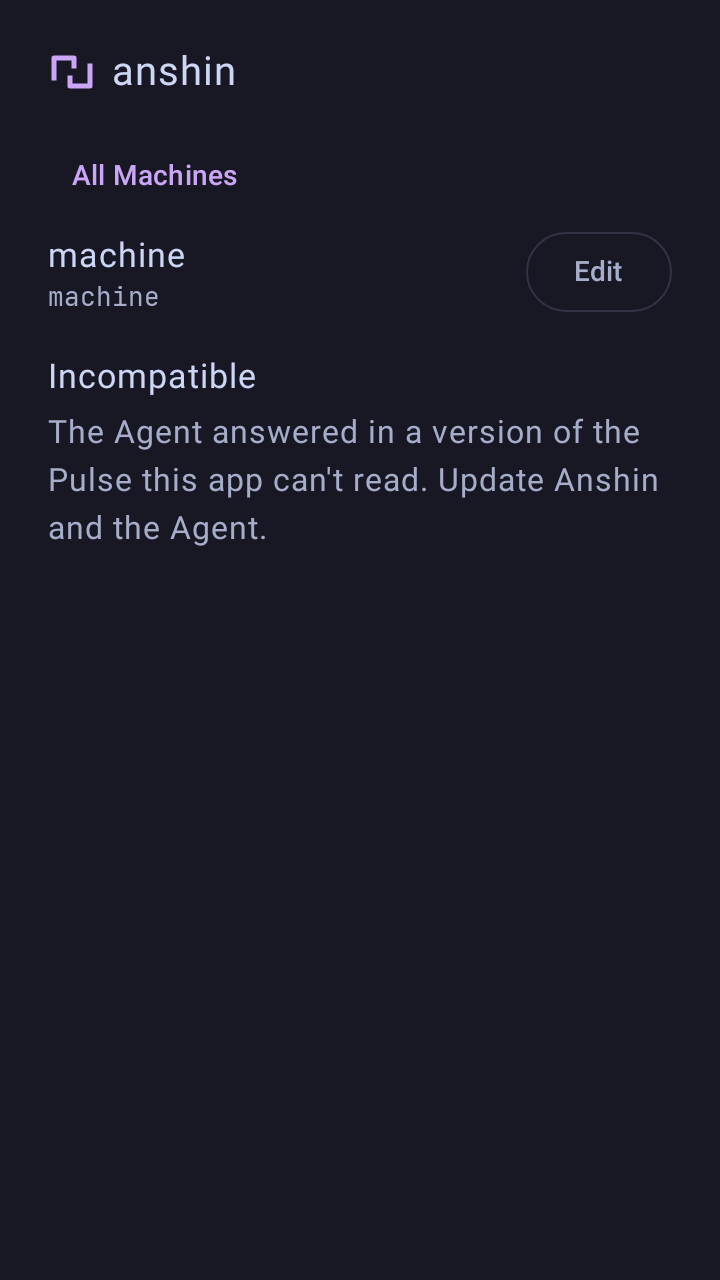 anshin
All Machines
machine
machine
Edit
Incompatible
The Agent answered in a version of the
Pulse this app can't read. Update Anshin
and the Agent.